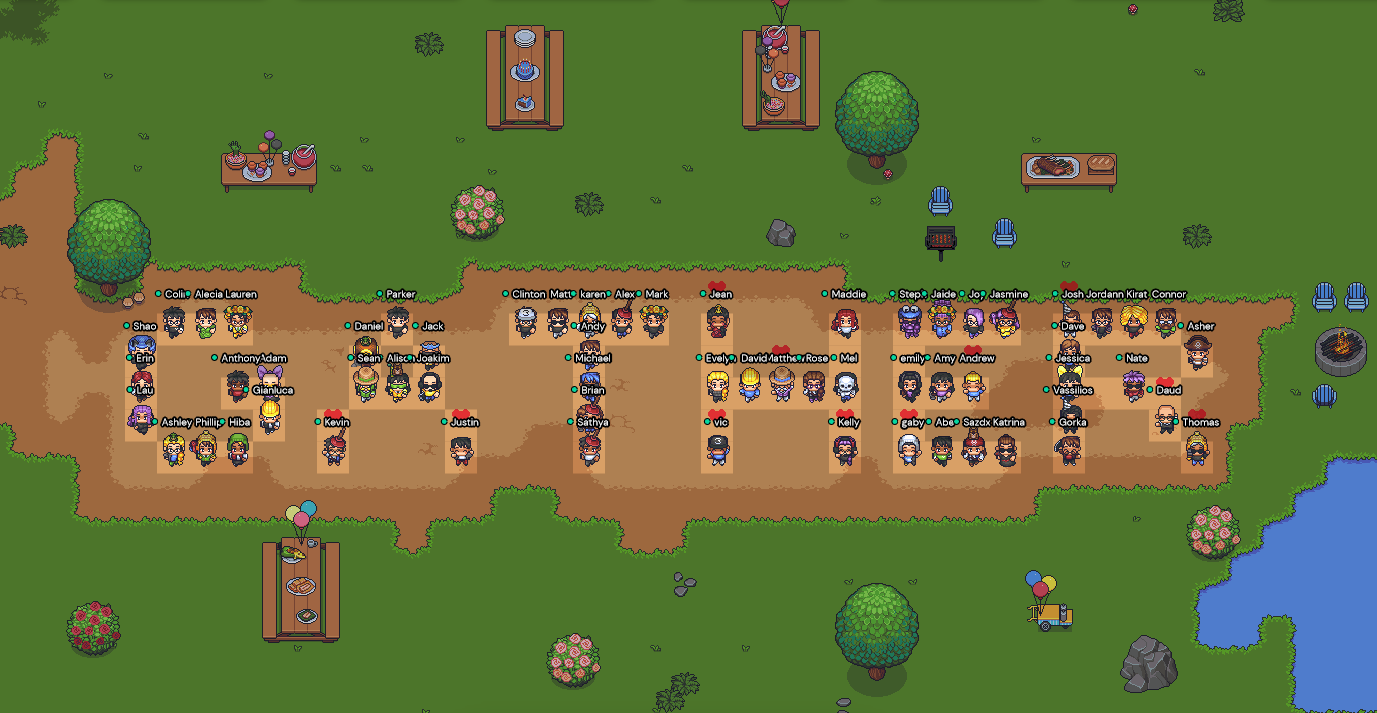 Coli Alecia Lauren Parker Clinton Matt karen Alex Mark Jean Maddie Step Jaide Jo Jasmine Josh Jordann Kirat Connor
Shao Daniel Jack Andy Dave Asher
Erin Anthony Adam Sean Joakim Michael Evelyn David Rose Mel emily Amy Andrew Jessica Nate
Lau Gianluca Brian Vassilios Daud
Ashley Phillip Hiba Kevin Justin Sathya vic Kelly gaby Abe Sazdx Katrina Gorka Thomas